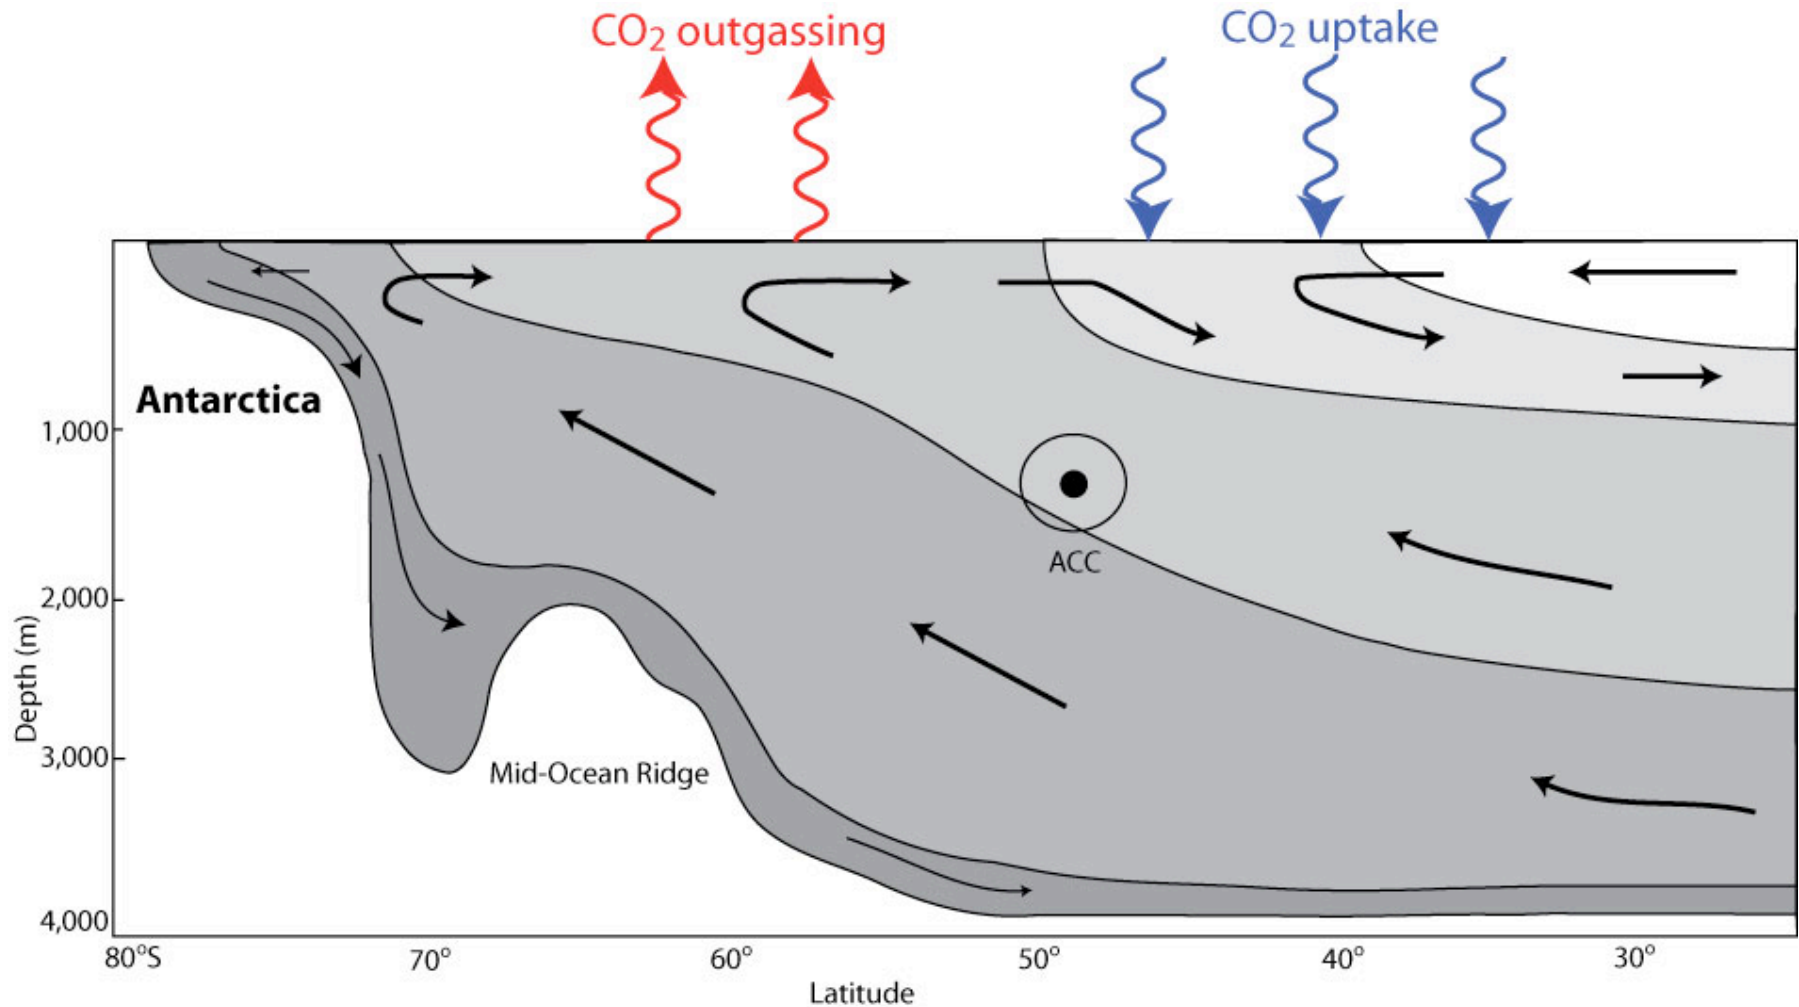 CO₂ outgassing
CO₂ uptake
Antarctica
1,000
ACC
2,000
Depth (m)
3,000
Mid-Ocean Ridge
4,000
80°S 70° 60° 50° 40° 30°
Latitude